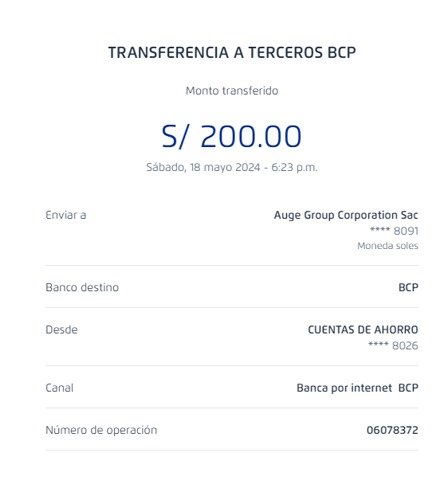 TRANSFERENCIA A TERCEROS BCP
Monto transferido
S/ 200.00
Sábado, 18 mayo 2024 - 6:23 p.m.
Enviar a Auge Group Corporation Sac
**** 8091
Moneda soles
Banco destino BCP
Desde CUENTAS DE AHORRO
**** 8026
Canal Banca por internet BCP
Número de operación 06078372